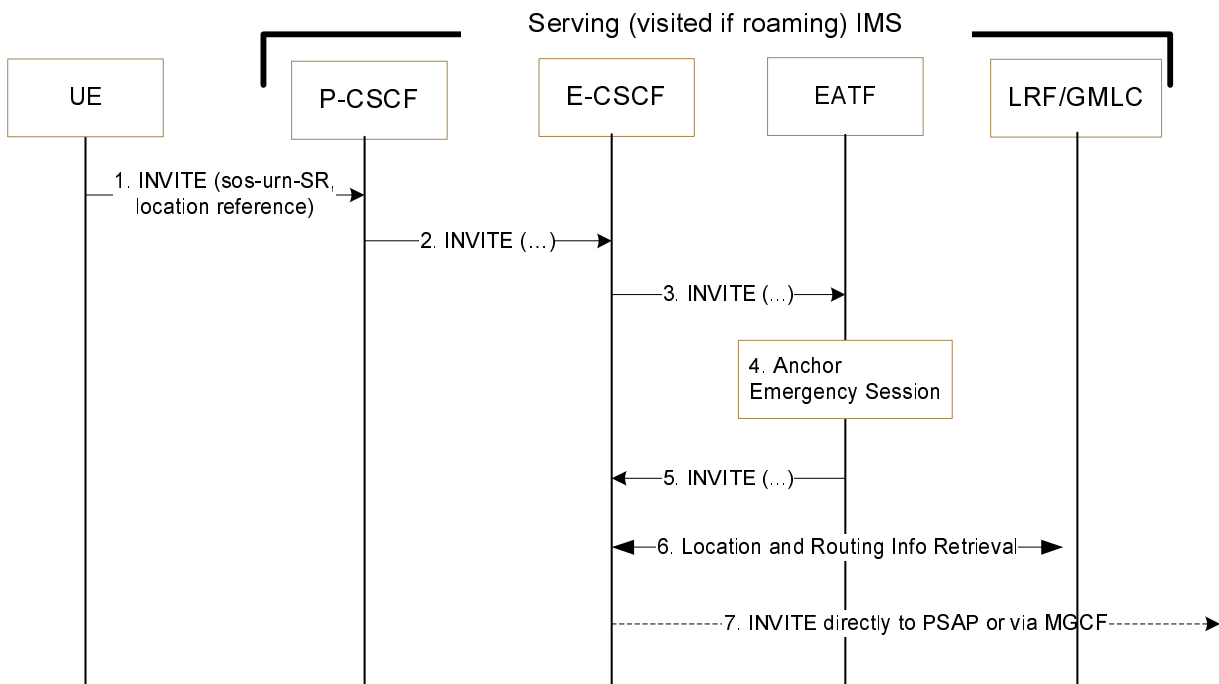 Serving (visited if roaming) IMS
UE
P-CSCF
E-CSCF
EATF
LRF/GMLC
1. INVITE (sos-urn-SR,
location reference)
2. INVITE (...)
3. INVITE (...)
4. Anchor
Emergency Session
5. INVITE (...)
6. Location and Routing Info Retrieval
7. INVITE directly to PSAP or via MGCF